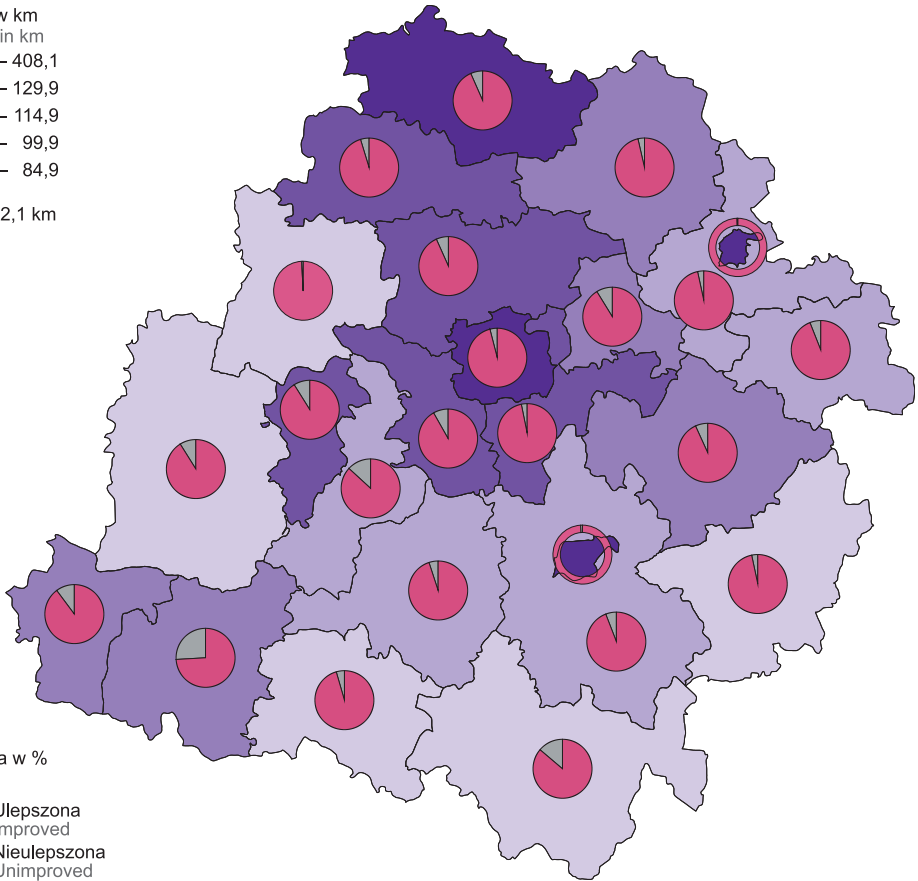 w km
in km
– 408,1
– 129,9
– 114,9
– 99,9
– 84,9
2,1 km
a w %
Ulepszona
mproved
Nieulepszona
Unimproved